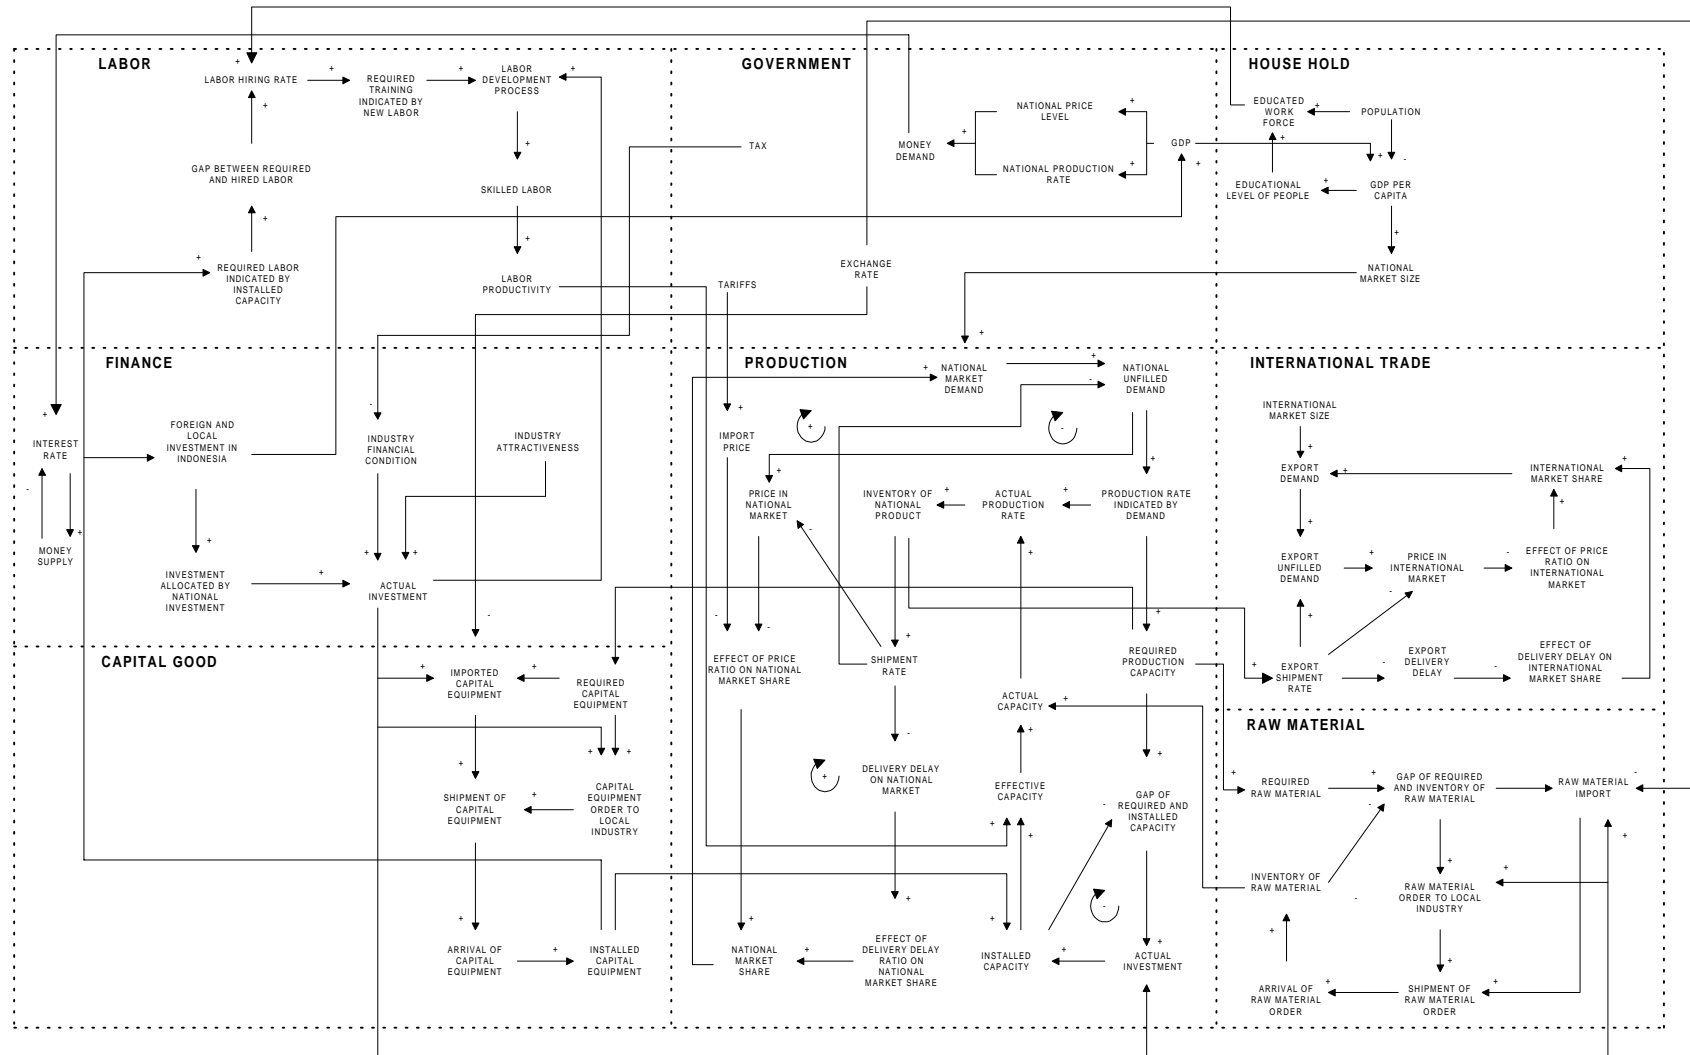 LABOR
LABOR HIRING RATE
REQUIRED
TRAINING
INDICATED BY
NEW LABOR
LABOR
DEVELOPMENT
PROCESS
GAP BETWEEN REQUIRED
AND HIRED LABOR
SKILLED LABOR
REQUIRED LABOR
INDICATED BY
INSTALLED
CAPACITY
LABOR
PRODUCTIVITY
GOVERNMENT
TAX
MONEY
DEMAND
NATIONAL PRICE
LEVEL
NATIONAL PRODUCTION
RATE
GDP
EXCHANGE
RATE
TARIFFS
HOUSE HOLD
EDUCATED
WORK
FORCE
POPULATION
EDUCATIONAL
LEVEL OF PEOPLE
GDP PER
CAPITA
NATIONAL
MARKET SIZE
FINANCE
INTEREST
RATE
FOREIGN AND
LOCAL
INVESTMENT IN
INDONESIA
INDUSTRY
FINANCIAL
CONDITION
INDUSTRY
ATTRACTIVENESS
MONEY
SUPPLY
INVESTMENT
ALLOCATED BY
NATIONAL
INVESTMENT
ACTUAL
INVESTMENT
PRODUCTION
NATIONAL
MARKET
DEMAND
NATIONAL
UNFILLED
DEMAND
IMPORT
PRICE
PRICE IN
NATIONAL
MARKET
INVENTORY OF
NATIONAL
PRODUCT
ACTUAL
PRODUCTION
RATE
PRODUCTION RATE
INDICATED BY
DEMAND
EFFECT OF PRICE
RATIO ON NATIONAL
MARKET SHARE
SHIPMENT
RATE
ACTUAL
CAPACITY
REQUIRED
PRODUCTION
CAPACITY
DELIVERY DELAY
ON NATIONAL
MARKET
EFFECTIVE
CAPACITY
GAP OF
REQUIRED AND
INSTALLED
CAPACITY
NATIONAL
MARKET
SHARE
EFFECT OF
DELIVERY DELAY
RATIO ON
NATIONAL
MARKET SHARE
INSTALLED
CAPACITY
ACTUAL
INVESTMENT
INTERNATIONAL TRADE
INTERNATIONAL
MARKET SIZE
EXPORT
DEMAND
INTERNATIONAL
MARKET SHARE
EXPORT
UNFILLED
DEMAND
PRICE IN
INTERNATIONAL
MARKET
EFFECT OF PRICE
RATIO ON
INTERNATIONAL
MARKET
EXPORT
SHIPMENT
RATE
EXPORT
DELIVERY
DELAY
EFFECT OF
DELIVERY DELAY ON
INTERNATIONAL
MARKET SHARE
CAPITAL GOOD
IMPORTED
CAPITAL
EQUIPMENT
REQUIRED
CAPITAL
EQUIPMENT
SHIPMENT OF
CAPITAL
EQUIPMENT
CAPITAL
EQUIPMENT
ORDER TO
LOCAL
INDUSTRY
ARRIVAL OF
CAPITAL
EQUIPMENT
INSTALLED
CAPITAL
EQUIPMENT
RAW MATERIAL
REQUIRED
RAW MATERIAL
GAP OF REQUIRED
AND INVENTORY OF
RAW MATERIAL
RAW MATERIAL
IMPORT
INVENTORY OF
RAW MATERIAL
RAW MATERIAL
ORDER TO LOCAL
INDUSTRY
ARRIVAL OF
RAW MATERIAL
ORDER
SHIPMENT OF
RAW MATERIAL
ORDER